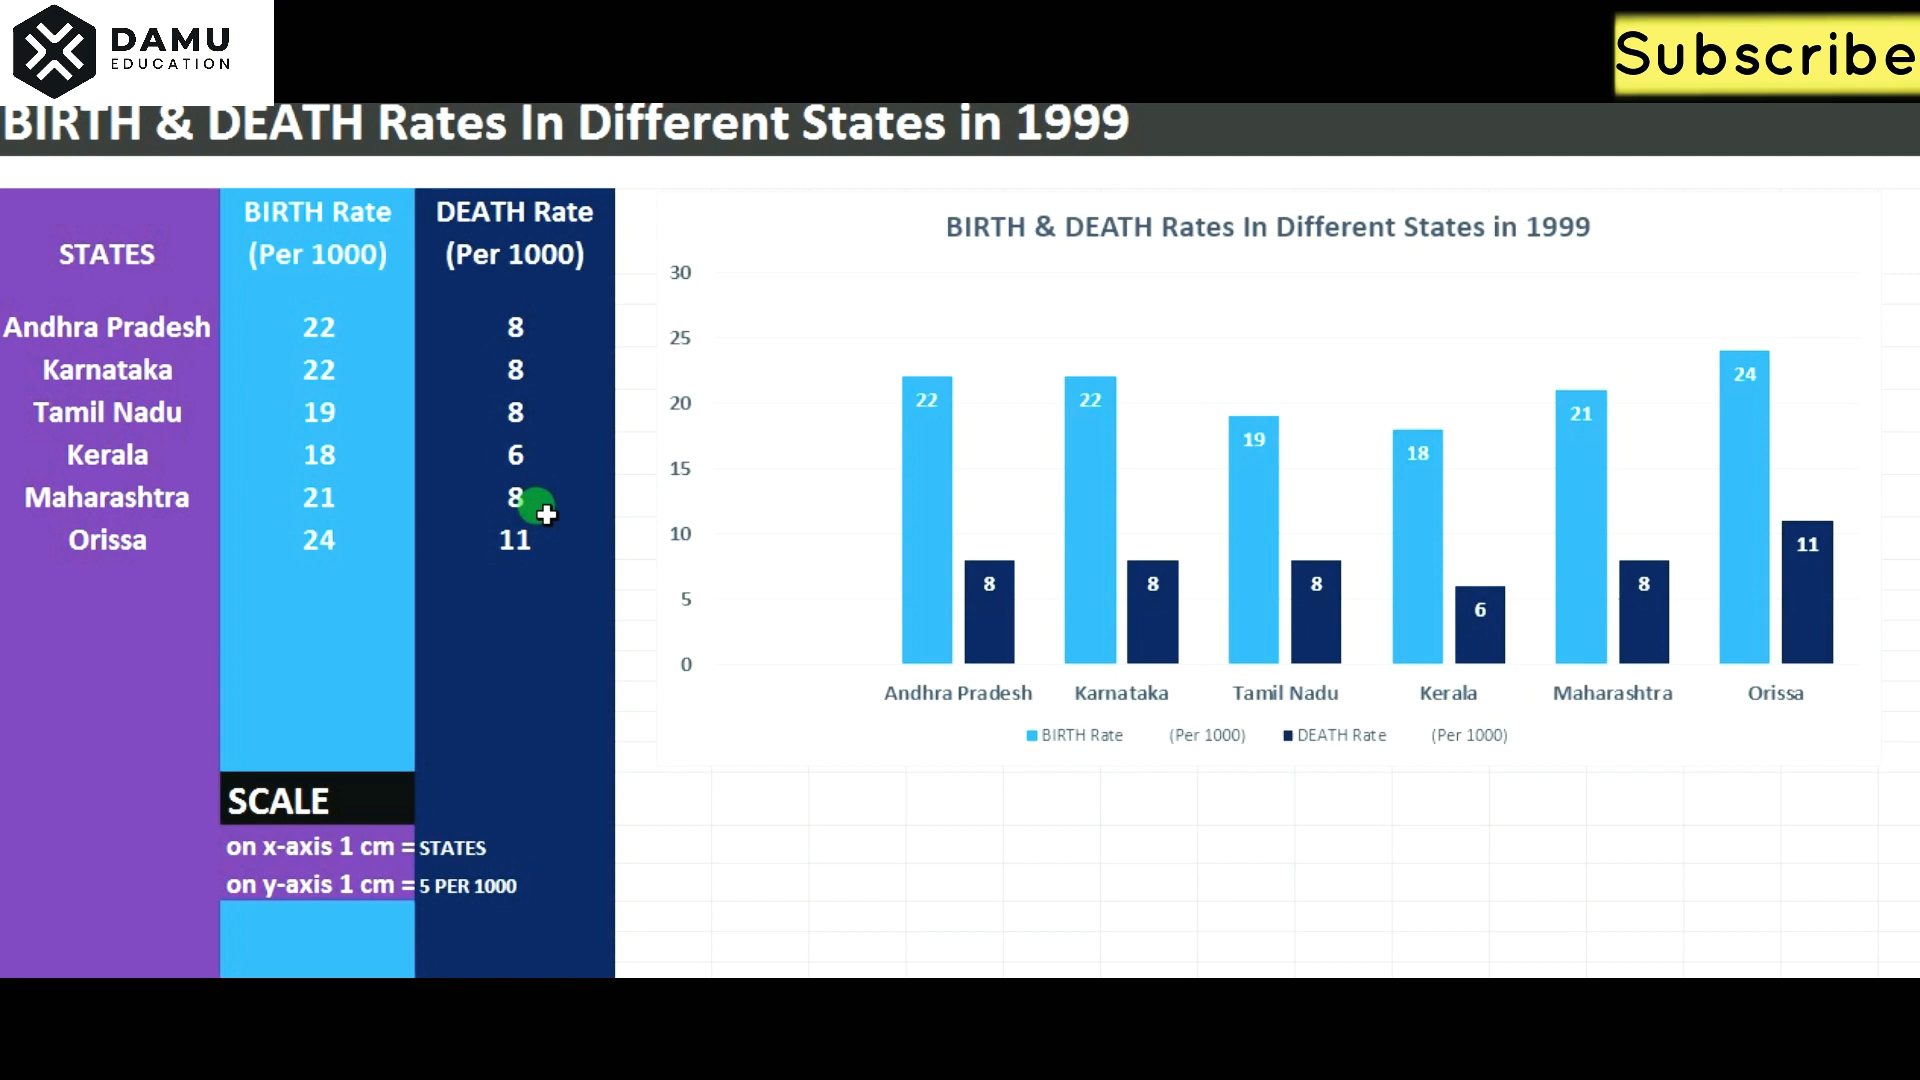 DAMU
EDUCATION
Subscribe
BIRTH & DEATH Rates In Different States in 1999
STATES
BIRTH Rate
(Per 1000)
DEATH Rate
(Per 1000)
Andhra Pradesh 22 8
Karnataka 22 8
Tamil Nadu 19 8
Kerala 18 6
Maharashtra 21 8
Orissa 24 11
SCALE
on x-axis 1 cm = STATES
on y-axis 1 cm = 5 PER 1000
BIRTH & DEATH Rates In Different States in 1999
30
25
20
15
10
5
0
22 8 22 8 19 8 18 6 21 8 24 11
Andhra Pradesh Karnataka Tamil Nadu Kerala Maharashtra Orissa
BIRTH Rate (Per 1000) DEATH Rate (Per 1000)